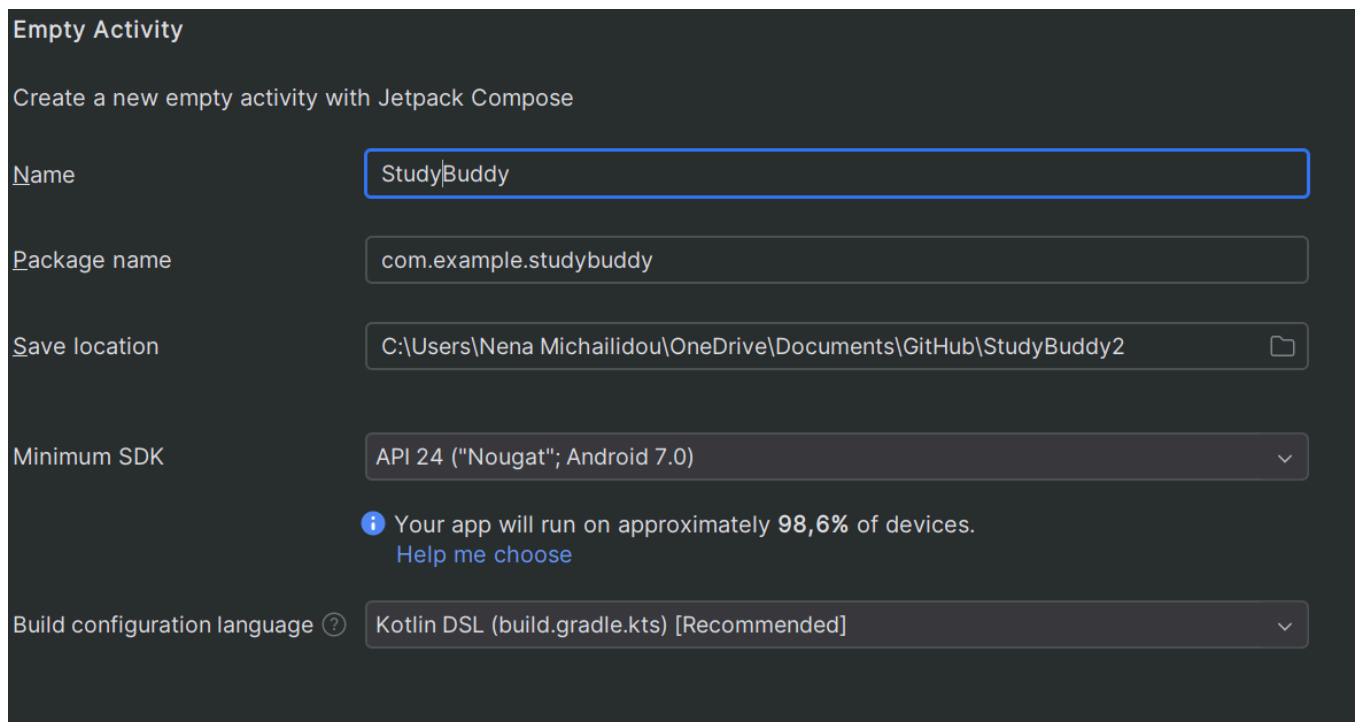 Empty Activity
Create a new empty activity with Jetpack Compose
Name StudyBuddy
Package name com.example.studybuddy
Save location C:\Users\Nena Michailidou\OneDrive\Documents\GitHub\StudyBuddy2
Minimum SDK API 24 ("Nougat"; Android 7.0)
Your app will run on approximately 98,6% of devices.
Help me choose
Build configuration language ? Kotlin DSL (build.gradle.kts) [Recommended]